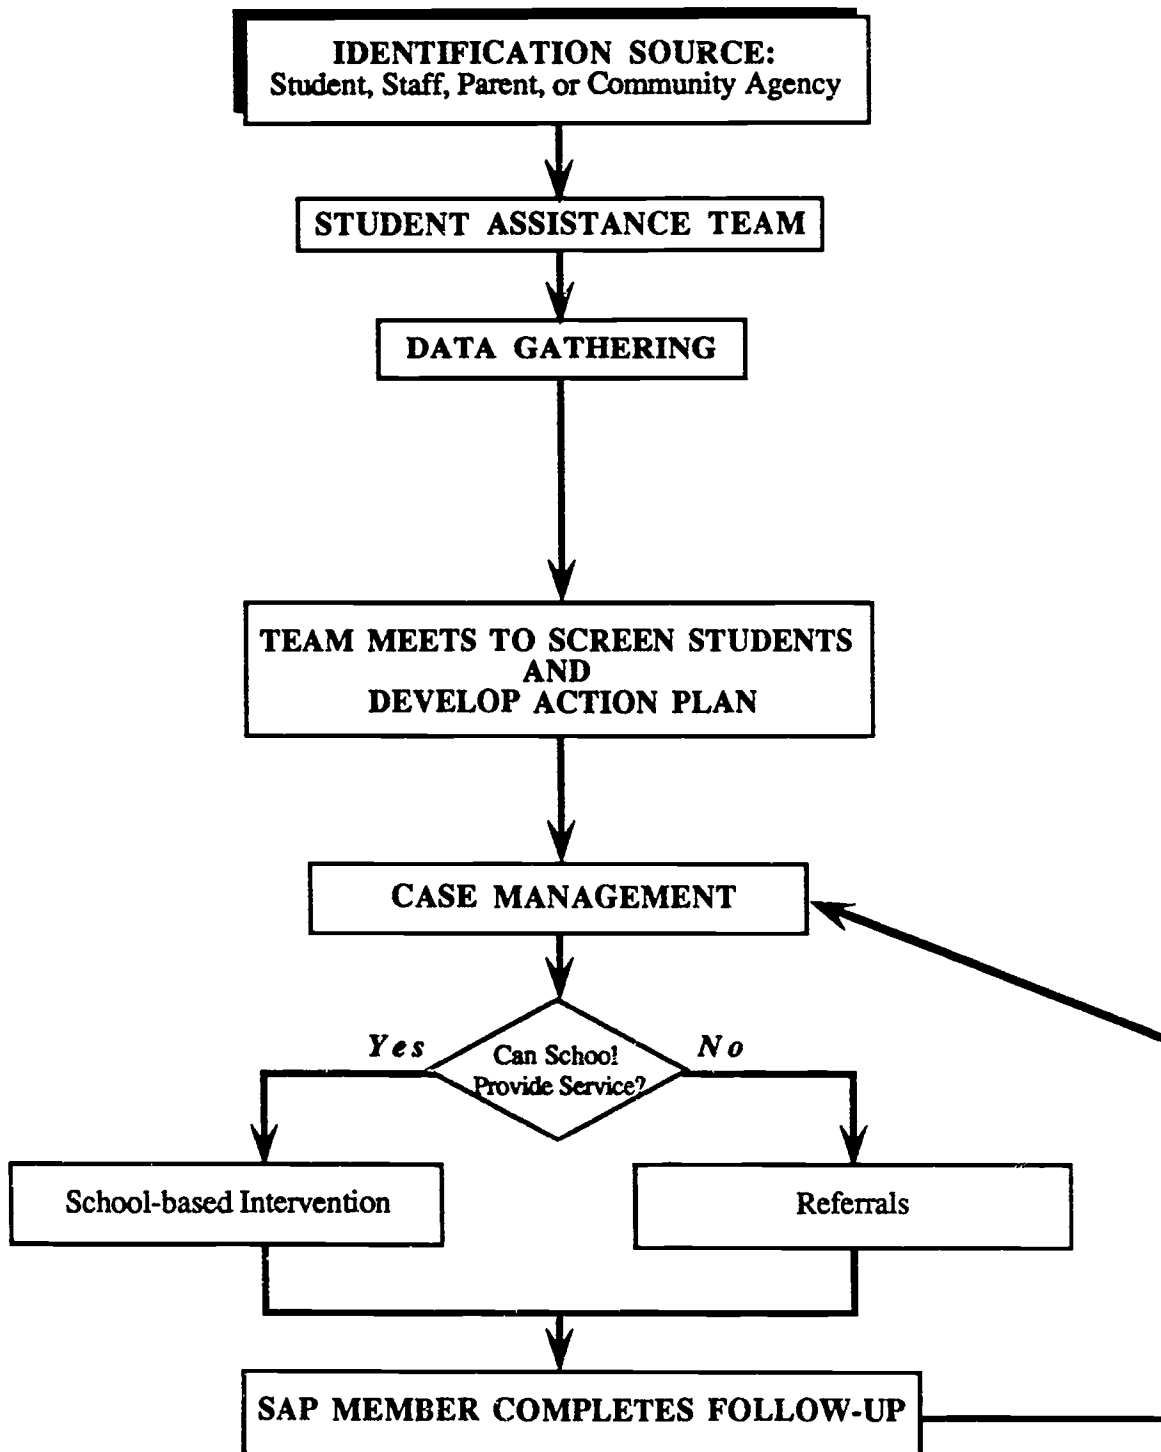 IDENTIFICATION SOURCE:
Student, Staff, Parent, or Community Agency
STUDENT ASSISTANCE TEAM
DATA GATHERING
TEAM MEETS TO SCREEN STUDENTS
AND
DEVELOP ACTION PLAN
CASE MANAGEMENT
Yes
No
Can School
Provide Service?
School-based Intervention
Referrals
SAP MEMBER COMPLETES FOLLOW-UP